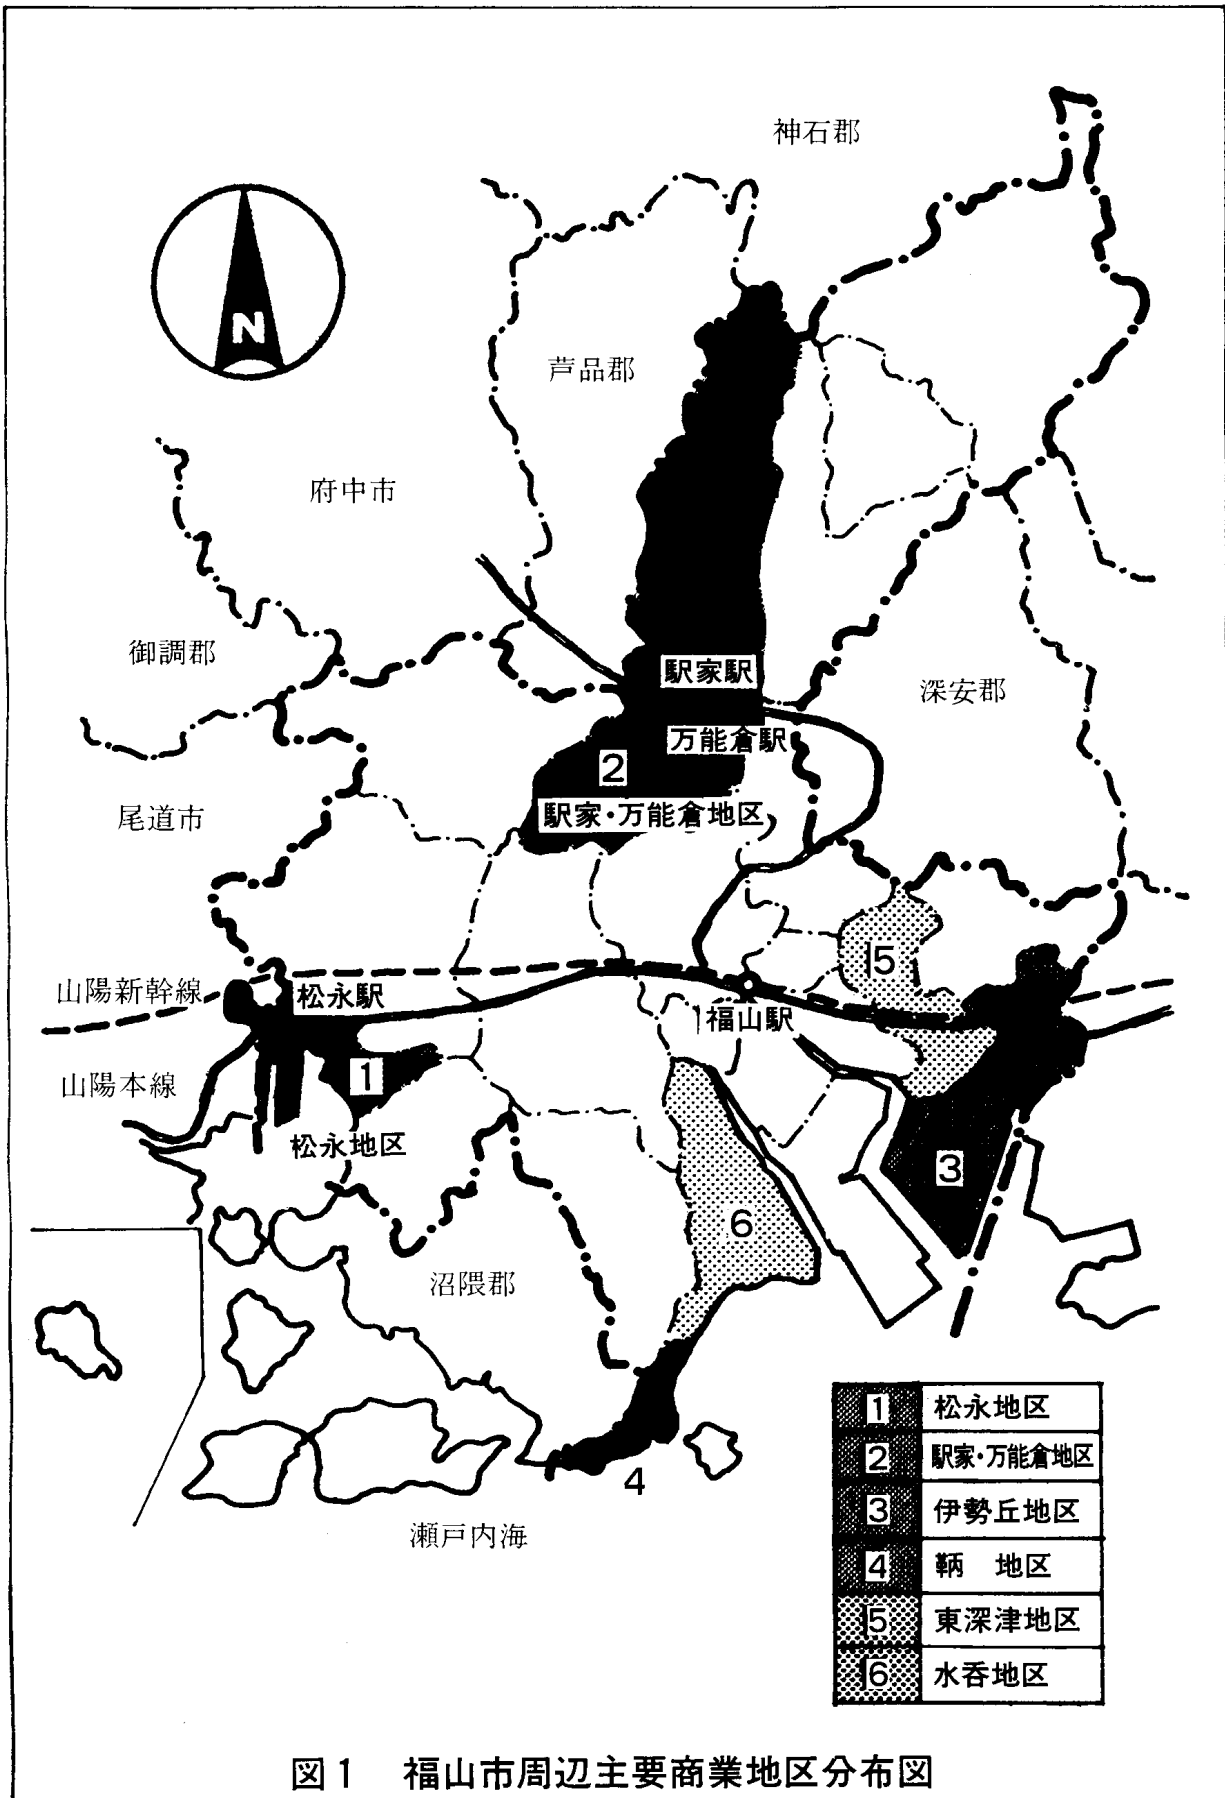 神石郡
N
芦品郡
府中市
御調郡
駅家駅
深安郡
万能倉駅
2
駅家・万能倉地区
尾道市
5
山陽新幹線
松永駅
福山駅
山陽本線
1
松永地区
3
6
沼隈郡
4
瀬戸内海
1 松永地区
2 駅家・万能倉地区
3 伊勢丘地区
4 鞆 地区
5 東深津地区
6 水呑地区
図1 福山市周辺主要商業地区分布図